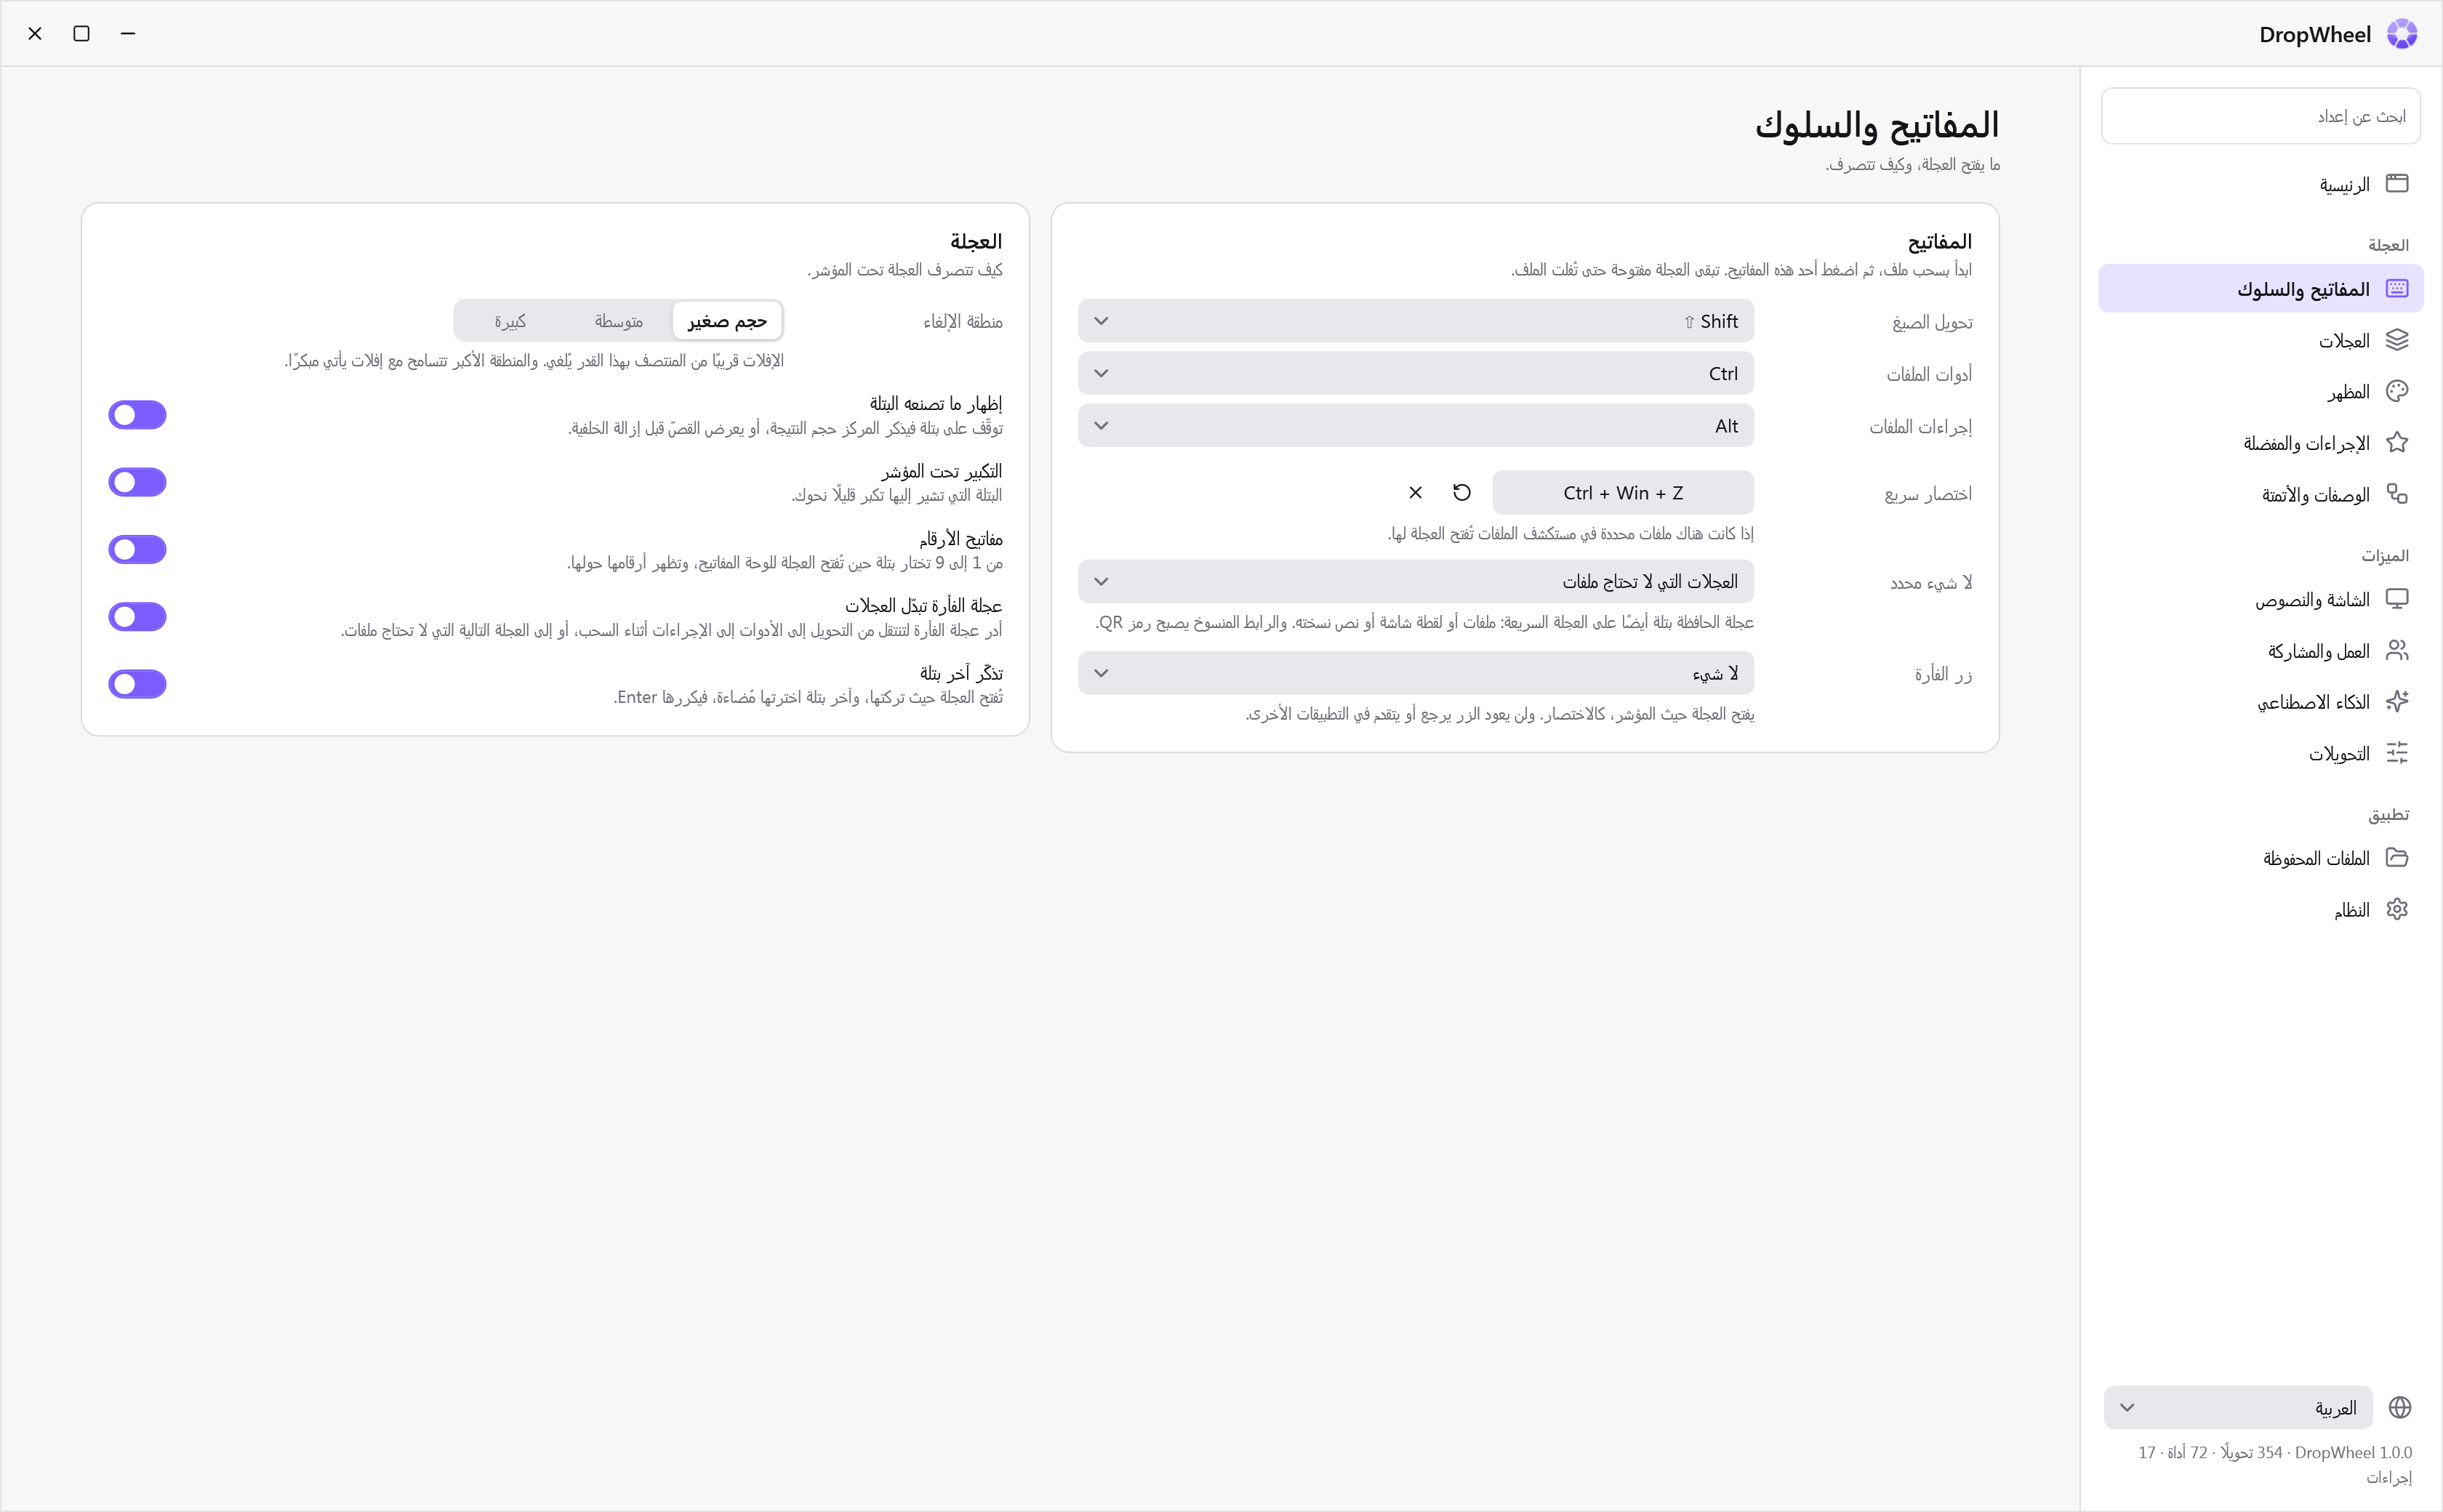 DropWheel
ابحث عن إعداد
الرئيسية
العجلة
المفاتيح والسلوك
العجلات
المظهر
الإجراءات والمفضلة
الوصفات والأتمتة
الميزات
الشاشة والنصوص
العمل والمشاركة
الذكاء الاصطناعي
التحويلات
تطبيق
الملفات المحفوظة
النظام
العربية
DropWheel 1.0.0 · 354 تحويلًا · 72 أداة · 17
إجراءات
المفاتيح والسلوك
ما يفتح العجلة، وكيف تتصرف.
المفاتيح
ابدأ بسحب ملف، ثم اضغط أحد هذه المفاتيح. تبقى العجلة مفتوحة حتى تُفلت الملف.
تحويل الصيغ
Shift ⇧
أدوات الملفات
Ctrl
إجراءات الملفات
Alt
اختصار سريع
Ctrl + Win + Z
إذا كانت هناك ملفات محددة في مستكشف الملفات تُفتح العجلة لها.
لا شيء محدد
العجلات التي لا تحتاج ملفات
عجلة الحافظة بتلة أيضًا على العجلة السريعة: ملفات أو لقطة شاشة أو نص نسخته. والرابط المنسوخ يصبح رمز QR.
زر الفأرة
لا شيء
يفتح العجلة حيث المؤشر، كالاختصار. ولن يعود الزر يرجع أو يتقدم في التطبيقات الأخرى.
العجلة
كيف تتصرف العجلة تحت المؤشر.
منطقة الإلغاء
حجم صغير
متوسطة
كبيرة
الإفلات قريبًا من المنتصف بهذا القدر يُلغي. والمنطقة الأكبر تتسامح مع إفلات يأتي مبكرًا.
إظهار ما تصنعه البتلة
توقّف على بتلة فيذكر المركز حجم النتيجة، أو يعرض القصّ قبل إزالة الخلفية.
التكبير تحت المؤشر
البتلة التي تشير إليها تكبر قليلًا نحوك.
مفاتيح الأرقام
من 1 إلى 9 تختار بتلة حين تُفتح العجلة للوحة المفاتيح، وتظهر أرقامها حولها.
عجلة الفأرة تبدّل العجلات
أدر عجلة الفأرة لتنتقل من التحويل إلى الأدوات إلى الإجراءات أثناء السحب، أو إلى العجلة التالية التي لا تحتاج ملفات.
تذكّر آخر بتلة
تُفتح العجلة حيث تركتها، وآخر بتلة اخترتها مُضاءة، فيكررها Enter.